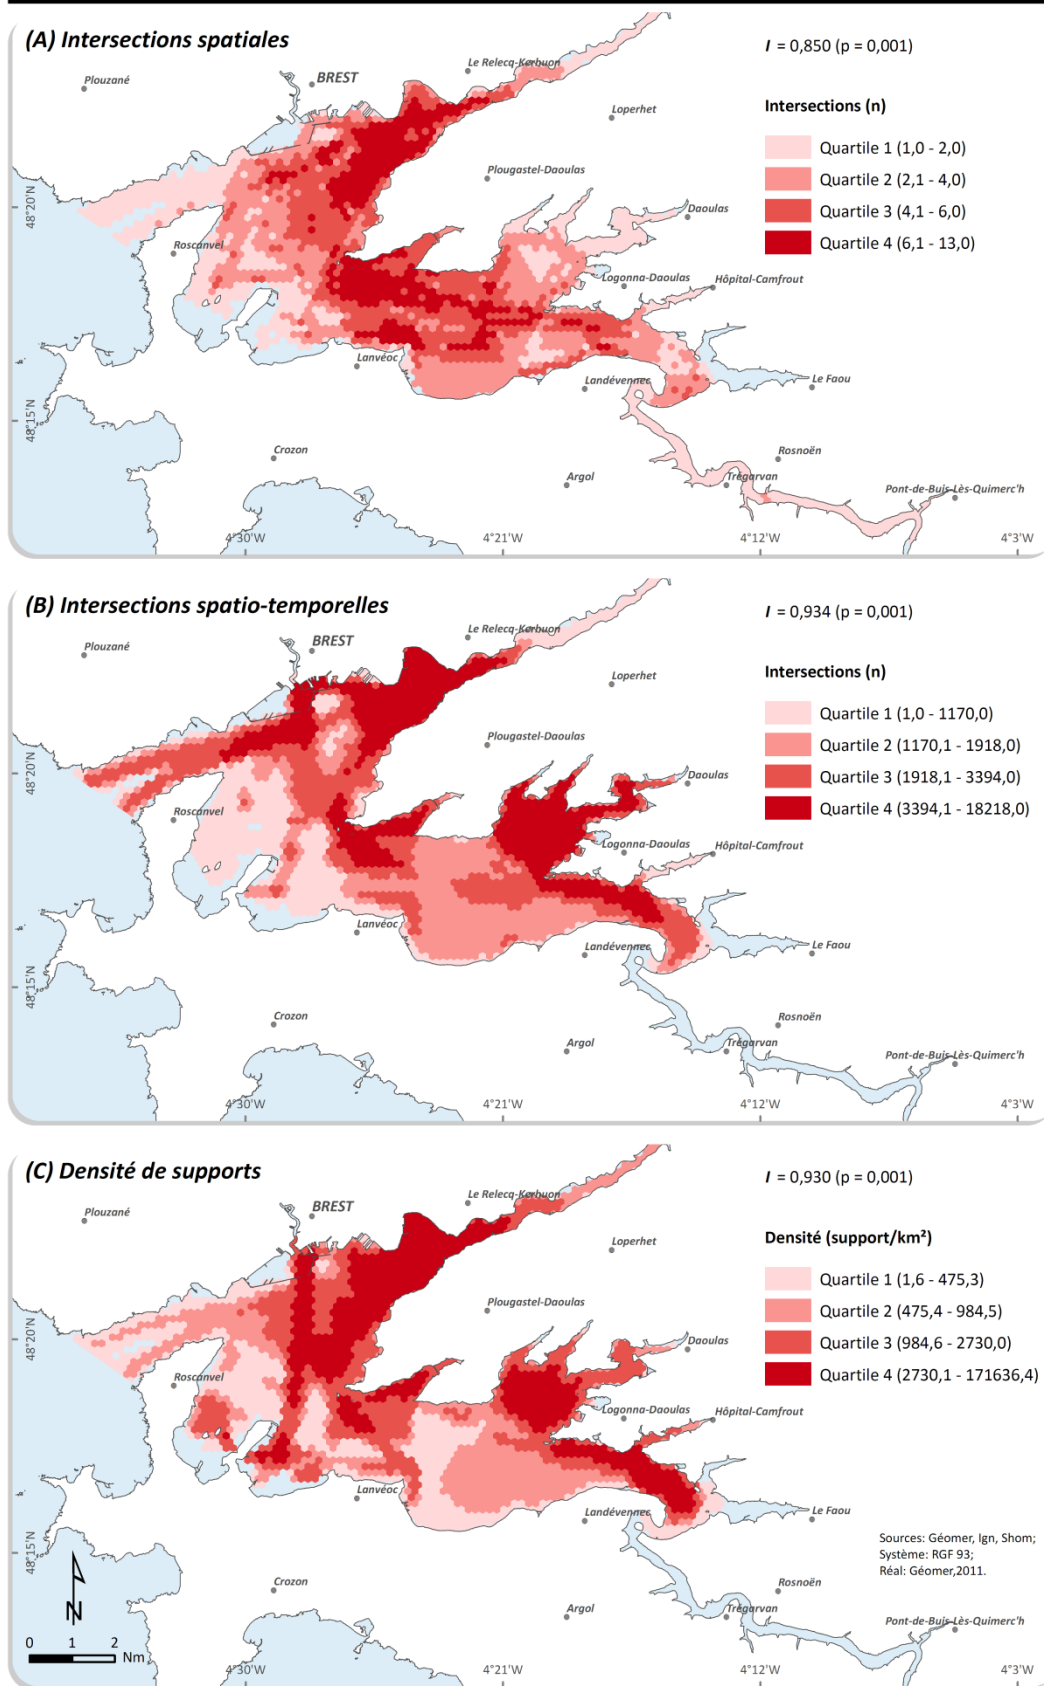 (A) Intersections spatiales
I = 0,850 (p = 0,001)
Intersections (n)
Quartile 1 (1,0 - 2,0)
Quartile 2 (2,1 - 4,0)
Quartile 3 (4,1 - 6,0)
Quartile 4 (6,1 - 13,0)
Plouzané
BREST
Le Relecq-Kerhuon
Loperhet
Plougastel-Daoulas
Daoulas
Roscanvel
Logonna-Daoulas
Hôpital-Camfrout
Lanvéoc
Landévennec
Le Faou
Crozon
Argol
Rosnoën
Trégarvan
Pont-de-Buis-Lès-Quimerc'h
48°20'N
48°15'N
4°30'W
4°21'W
4°12'W
4°3'W
(B) Intersections spatio-temporelles
I = 0,934 (p = 0,001)
Intersections (n)
Quartile 1 (1,0 - 1170,0)
Quartile 2 (1170,1 - 1918,0)
Quartile 3 (1918,1 - 3394,0)
Quartile 4 (3394,1 - 18218,0)
Plouzané
BREST
Le Relecq-Kerhuon
Loperhet
Plougastel-Daoulas
Daoulas
Roscanvel
Logonna-Daoulas
Hôpital-Camfrout
Lanvéoc
Landévennec
Le Faou
Crozon
Argol
Rosnoën
Trégarvan
Pont-de-Buis-Lès-Quimerc'h
48°20'N
48°15'N
4°30'W
4°21'W
4°12'W
4°3'W
(C) Densité de supports
I = 0,930 (p = 0,001)
Densité (support/km²)
Quartile 1 (1,6 - 475,3)
Quartile 2 (475,4 - 984,5)
Quartile 3 (984,6 - 2730,0)
Quartile 4 (2730,1 - 171636,4)
Plouzané
BREST
Le Relecq-Kerhuon
Loperhet
Plougastel-Daoulas
Daoulas
Roscanvel
Logonna-Daoulas
Hôpital-Camfrout
Lanvéoc
Landévennec
Le Faou
Crozon
Argol
Rosnoën
Trégarvan
Pont-de-Buis-Lès-Quimerc'h
Sources: Géomer, Ign, Shom;
Système: RGF 93;
Réal: Géomer,2011.
N
0 1 2
Nm
48°20'N
48°15'N
4°30'W
4°21'W
4°12'W
4°3'W